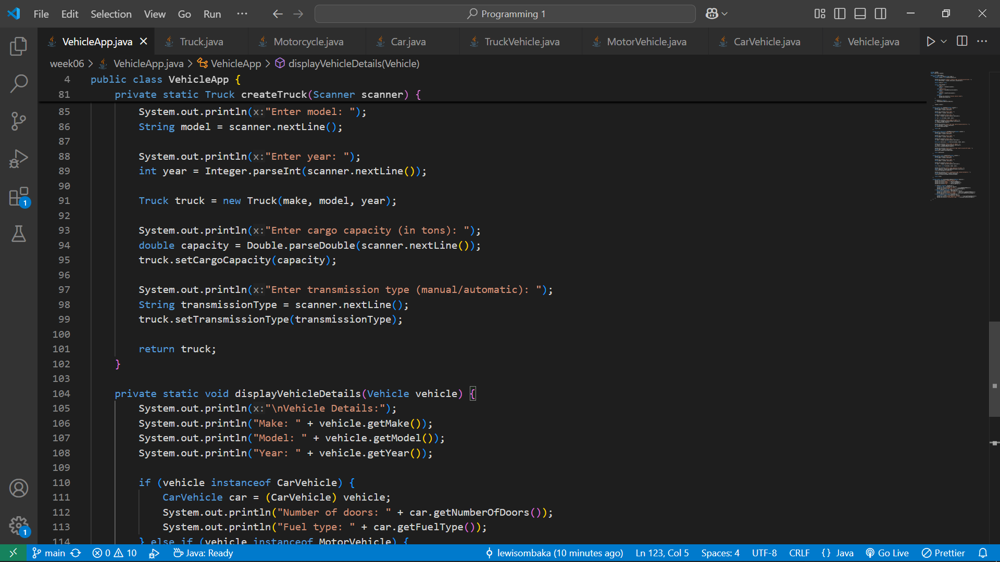 File Edit Selection View Go Run ··· Programming 1
VehicleApp.java Truck.java Motorcycle.java Car.java TruckVehicle.java MotorVehicle.java CarVehicle.java Vehicle.java
week06 > VehicleApp.java > VehicleApp > displayVehicleDetails(Vehicle)
4 public class VehicleApp {
81 private static Truck createTruck(Scanner scanner) {
85 System.out.println(x:"Enter model: ");
86 String model = scanner.nextLine();
87
88 System.out.println(x:"Enter year: ");
89 int year = Integer.parseInt(scanner.nextLine());
90
91 Truck truck = new Truck(make, model, year);
92
93 System.out.println(x:"Enter cargo capacity (in tons): ");
94 double capacity = Double.parseDouble(scanner.nextLine());
95 truck.setCargoCapacity(capacity);
96
97 System.out.println(x:"Enter transmission type (manual/automatic): ");
98 String transmissionType = scanner.nextLine();
99 truck.setTransmissionType(transmissionType);
100
101 return truck;
102 }
103
104 private static void displayVehicleDetails(Vehicle vehicle) {
105 System.out.println(x:"\nVehicle Details:");
106 System.out.println("Make: " + vehicle.getMake());
107 System.out.println("Model: " + vehicle.getModel());
108 System.out.println("Year: " + vehicle.getYear());
109
110 if (vehicle instanceof CarVehicle) {
111 CarVehicle car = (CarVehicle) vehicle;
112 System.out.println("Number of doors: " + car.getNumberOfDoors());
113 System.out.println("Fuel type: " + car.getFuelType());
114 } else if (vehicle instanceof MotorVehicle) {
1
1
main 0 10 Java: Ready lewisombaka (10 minutes ago) Ln 123, Col 5 Spaces: 4 UTF-8 CRLF {} Java Go Live Prettier